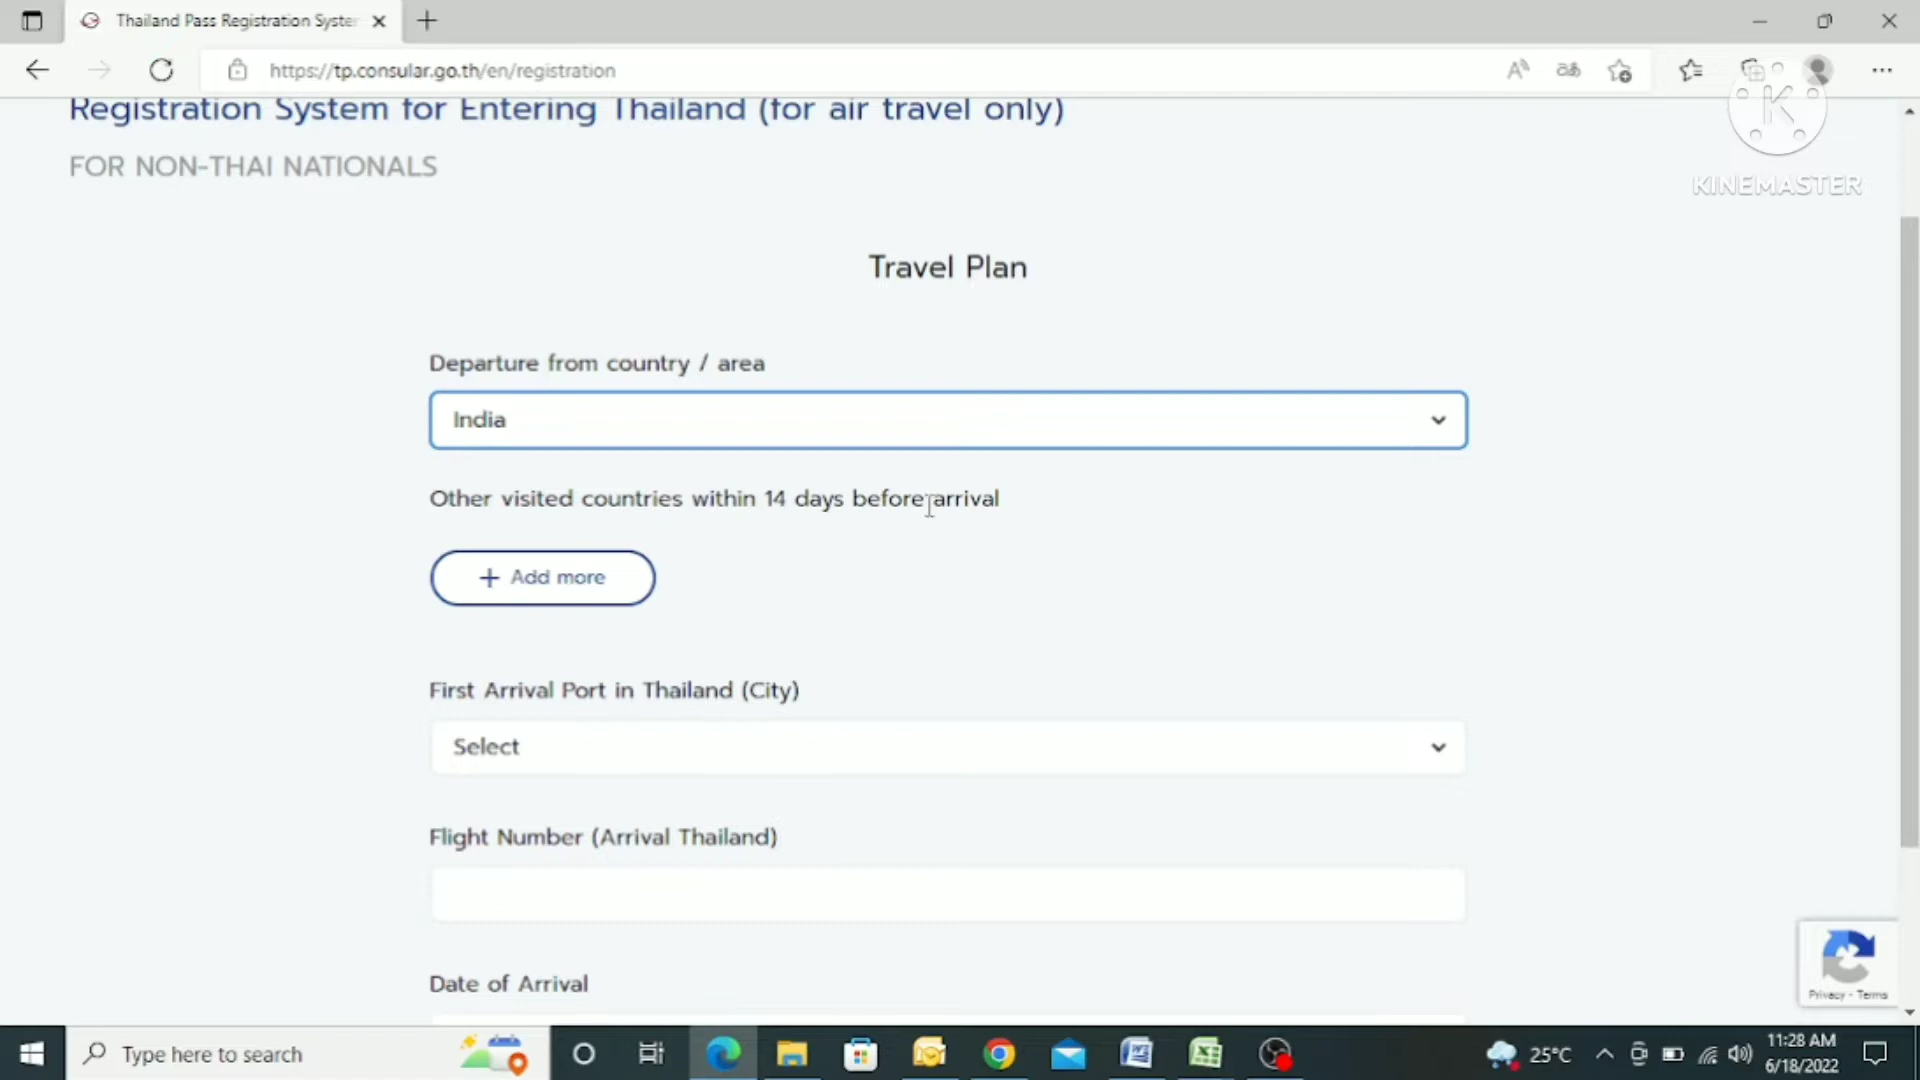 Thailand Pass Registration Syster
https://tp.consular.go.th/en/registration
Registration System for Entering Thailand (for air travel only)
FOR NON-THAI NATIONALS
KINEMASTER
Travel Plan
Departure from country / area
India
Other visited countries within 14 days before arrival
+ Add more
First Arrival Port in Thailand (City)
Select
Flight Number (Arrival Thailand)
Date of Arrival
Privacy - Terms
Type here to search
25°C
11:28 AM
6/18/2022